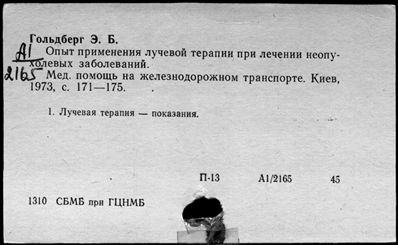 Гольдберг Э. Б.
A1
Опыт применения лучевой терапии при лечении неопу-
холевых заболеваний.
2165
Мед. помощь на железнодорожном транспорте. Киев,
1973, с. 171—175.
1. Лучевая терапия — показания.
П-13 А1/2165 45
1310 СБМБ при ГЦНМБ